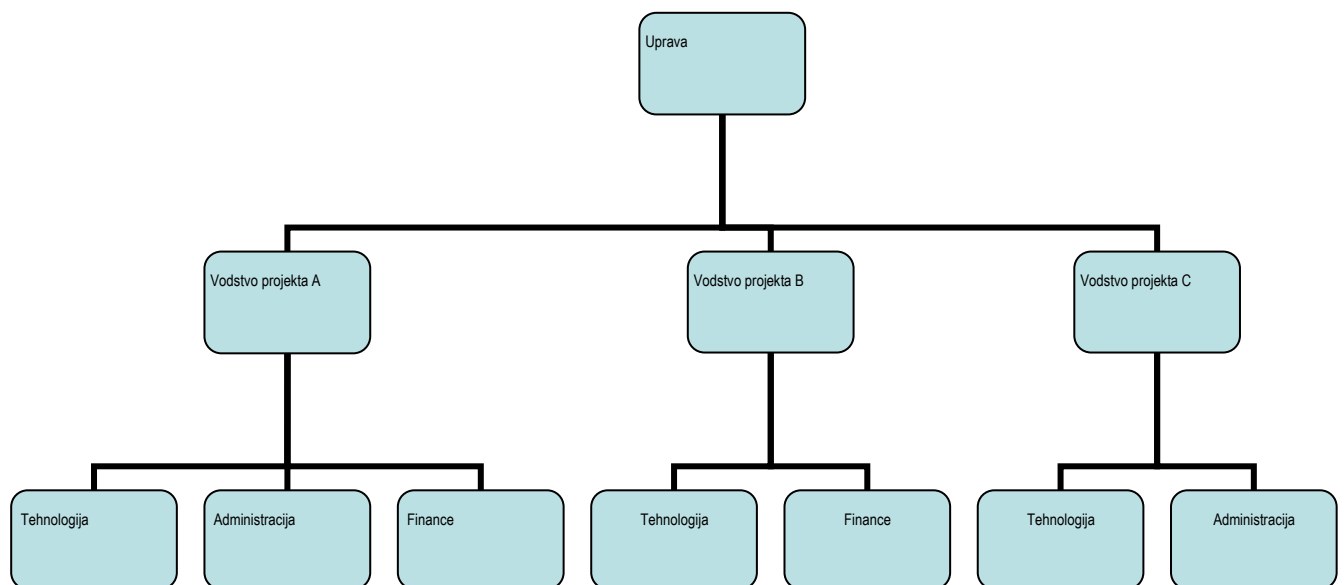 Uprava
Vodstvo projekta A
Vodstvo projekta B
Vodstvo projekta C
Tehnologija
Administracija
Finance
Tehnologija
Finance
Tehnologija
Administracija